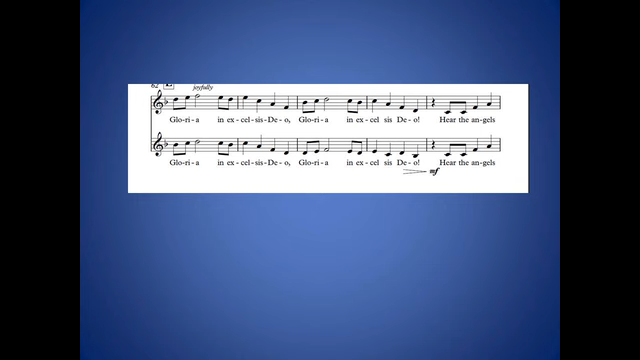 62
joyfully
Glo-ri-a in ex-cel-sis-De-o, Glo-ri-a in ex-cel sis De-o! Hear the an-gels
Glo-ri-a in ex-cel-sis-De-o, Glo-ri-a in ex-cel sis De-o! Hear the an-gels
mf